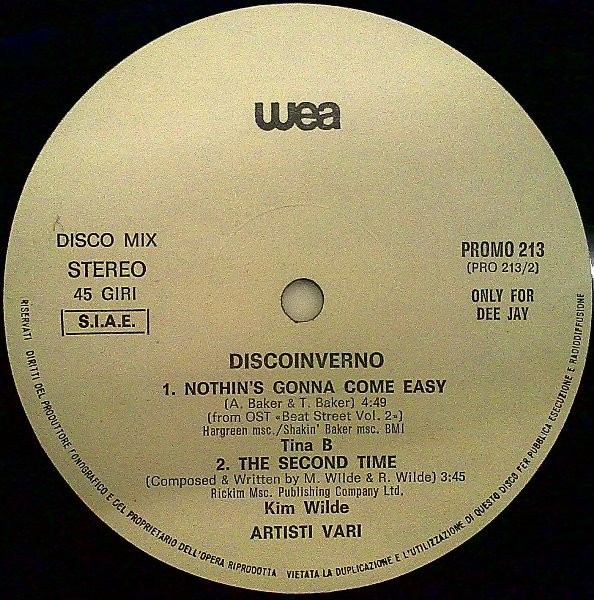 wea
DISCO MIX
STEREO
45 GIRI
S.I.A.E.
PROMO 213
(PRO 213/2)
ONLY FOR
DEE JAY
DISCOINVERNO
1. NOTHIN'S GONNA COME EASY
(A. Baker & T. Baker) 4:49
(from OST «Beat Street Vol. 2»)
Hargreen msc./Shakin' Baker msc. BMI
Tina B
2. THE SECOND TIME
(Composed & Written by M. Wilde & R. Wilde) 3:45
Rickim Msc. Publishing Company Ltd.
Kim Wilde
ARTISTI VARI
RISERVATI DIRITTI DEL PRODUTTORE FONOGRAFICO E DEL PROPRIETARIO DELL'OPERA RIPRODOTTA VIETATA LA DUPLICAZIONE E L'UTILIZZAZIONE DI QUESTO DISCO PER PUBBLICA ESECUZIONE E RADIODIFFUSIONE